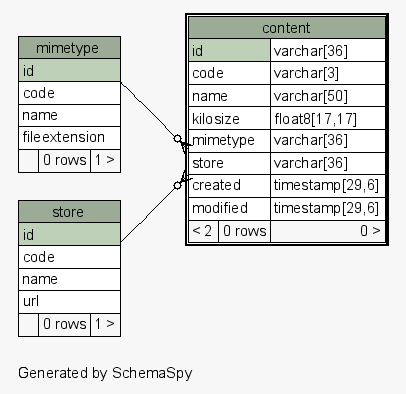 mimetype
id
code
name
fileextension
0 rows 1 >
store
id
code
name
url
0 rows 1 >
content
id varchar[36]
code varchar[3]
name varchar[50]
kilosize float8[17,17]
mimetype varchar[36]
store varchar[36]
created timestamp[29,6]
modified timestamp[29,6]
< 2 0 rows 0 >
Generated by SchemaSpy